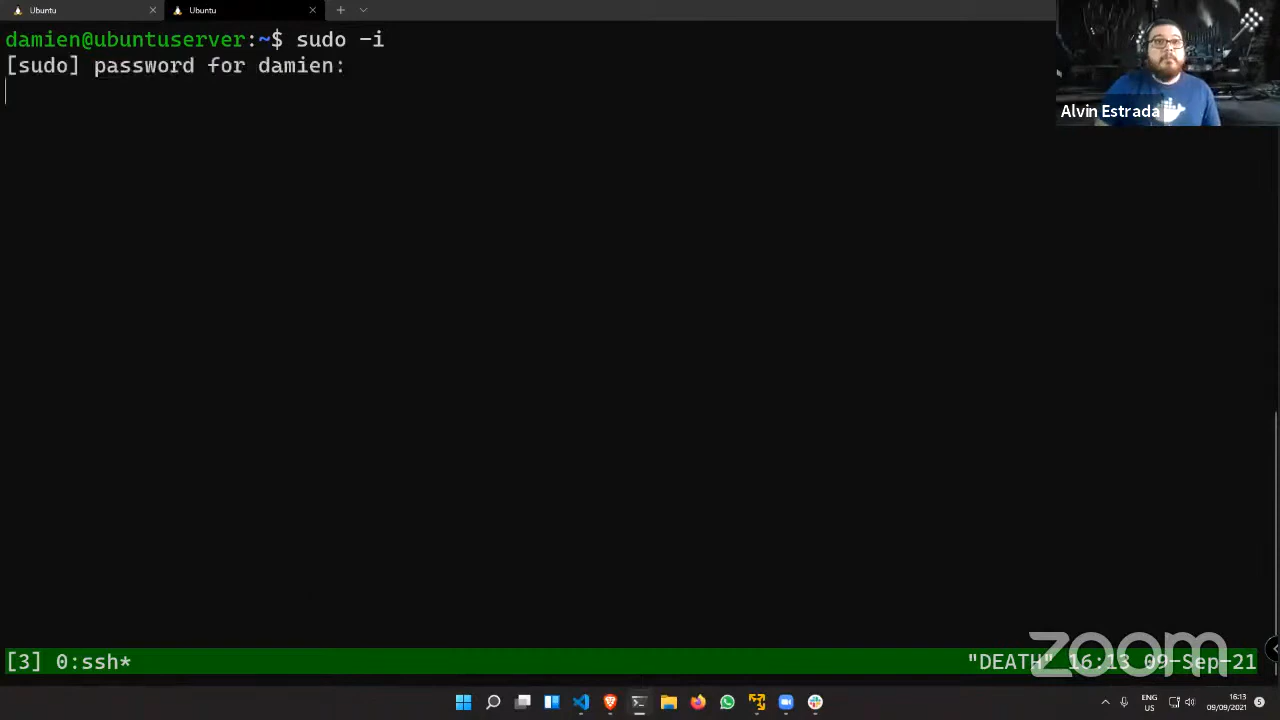 Ubuntu
Ubuntu
damien@ubuntuserver:~$ sudo -i
[sudo] password for damien:
Alvin Estrada
zoom
[3] 0:ssh*
"DEATH" 16:13 09-Sep-21
ENG
US
16:13
09/09/2021
5